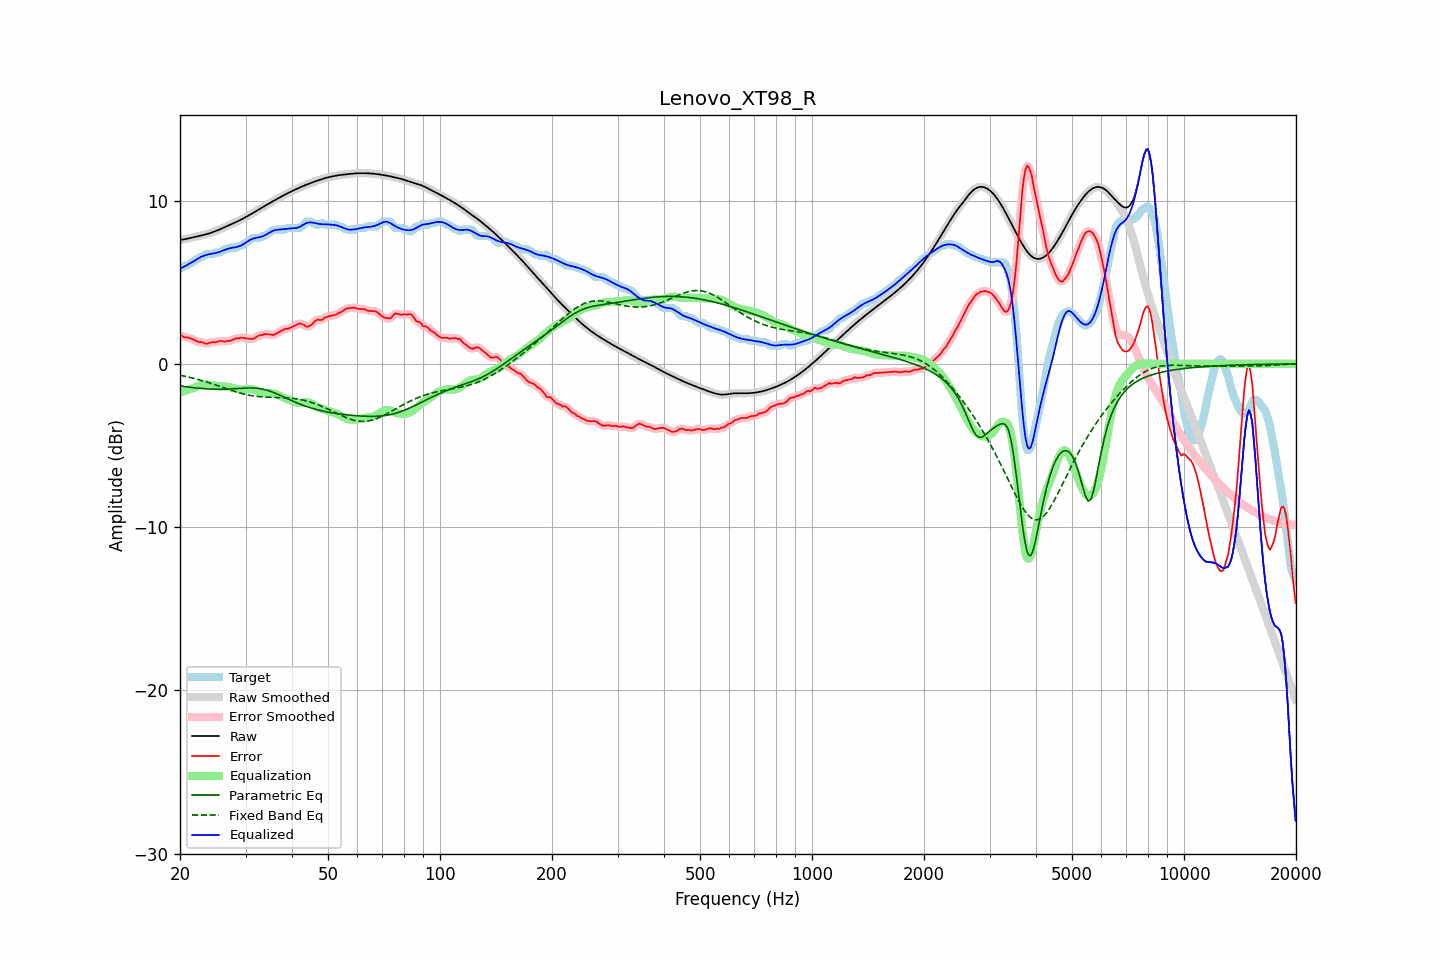 Lenovo_XT98_R
Amplitude (dBr)
10
0
−10
−20
−30
Target
Raw Smoothed
Error Smoothed
Raw
Error
Equalization
Parametric Eq
Fixed Band Eq
Equalized
20 50 100 200 500 1000 2000 5000 10000 20000
Frequency (Hz)